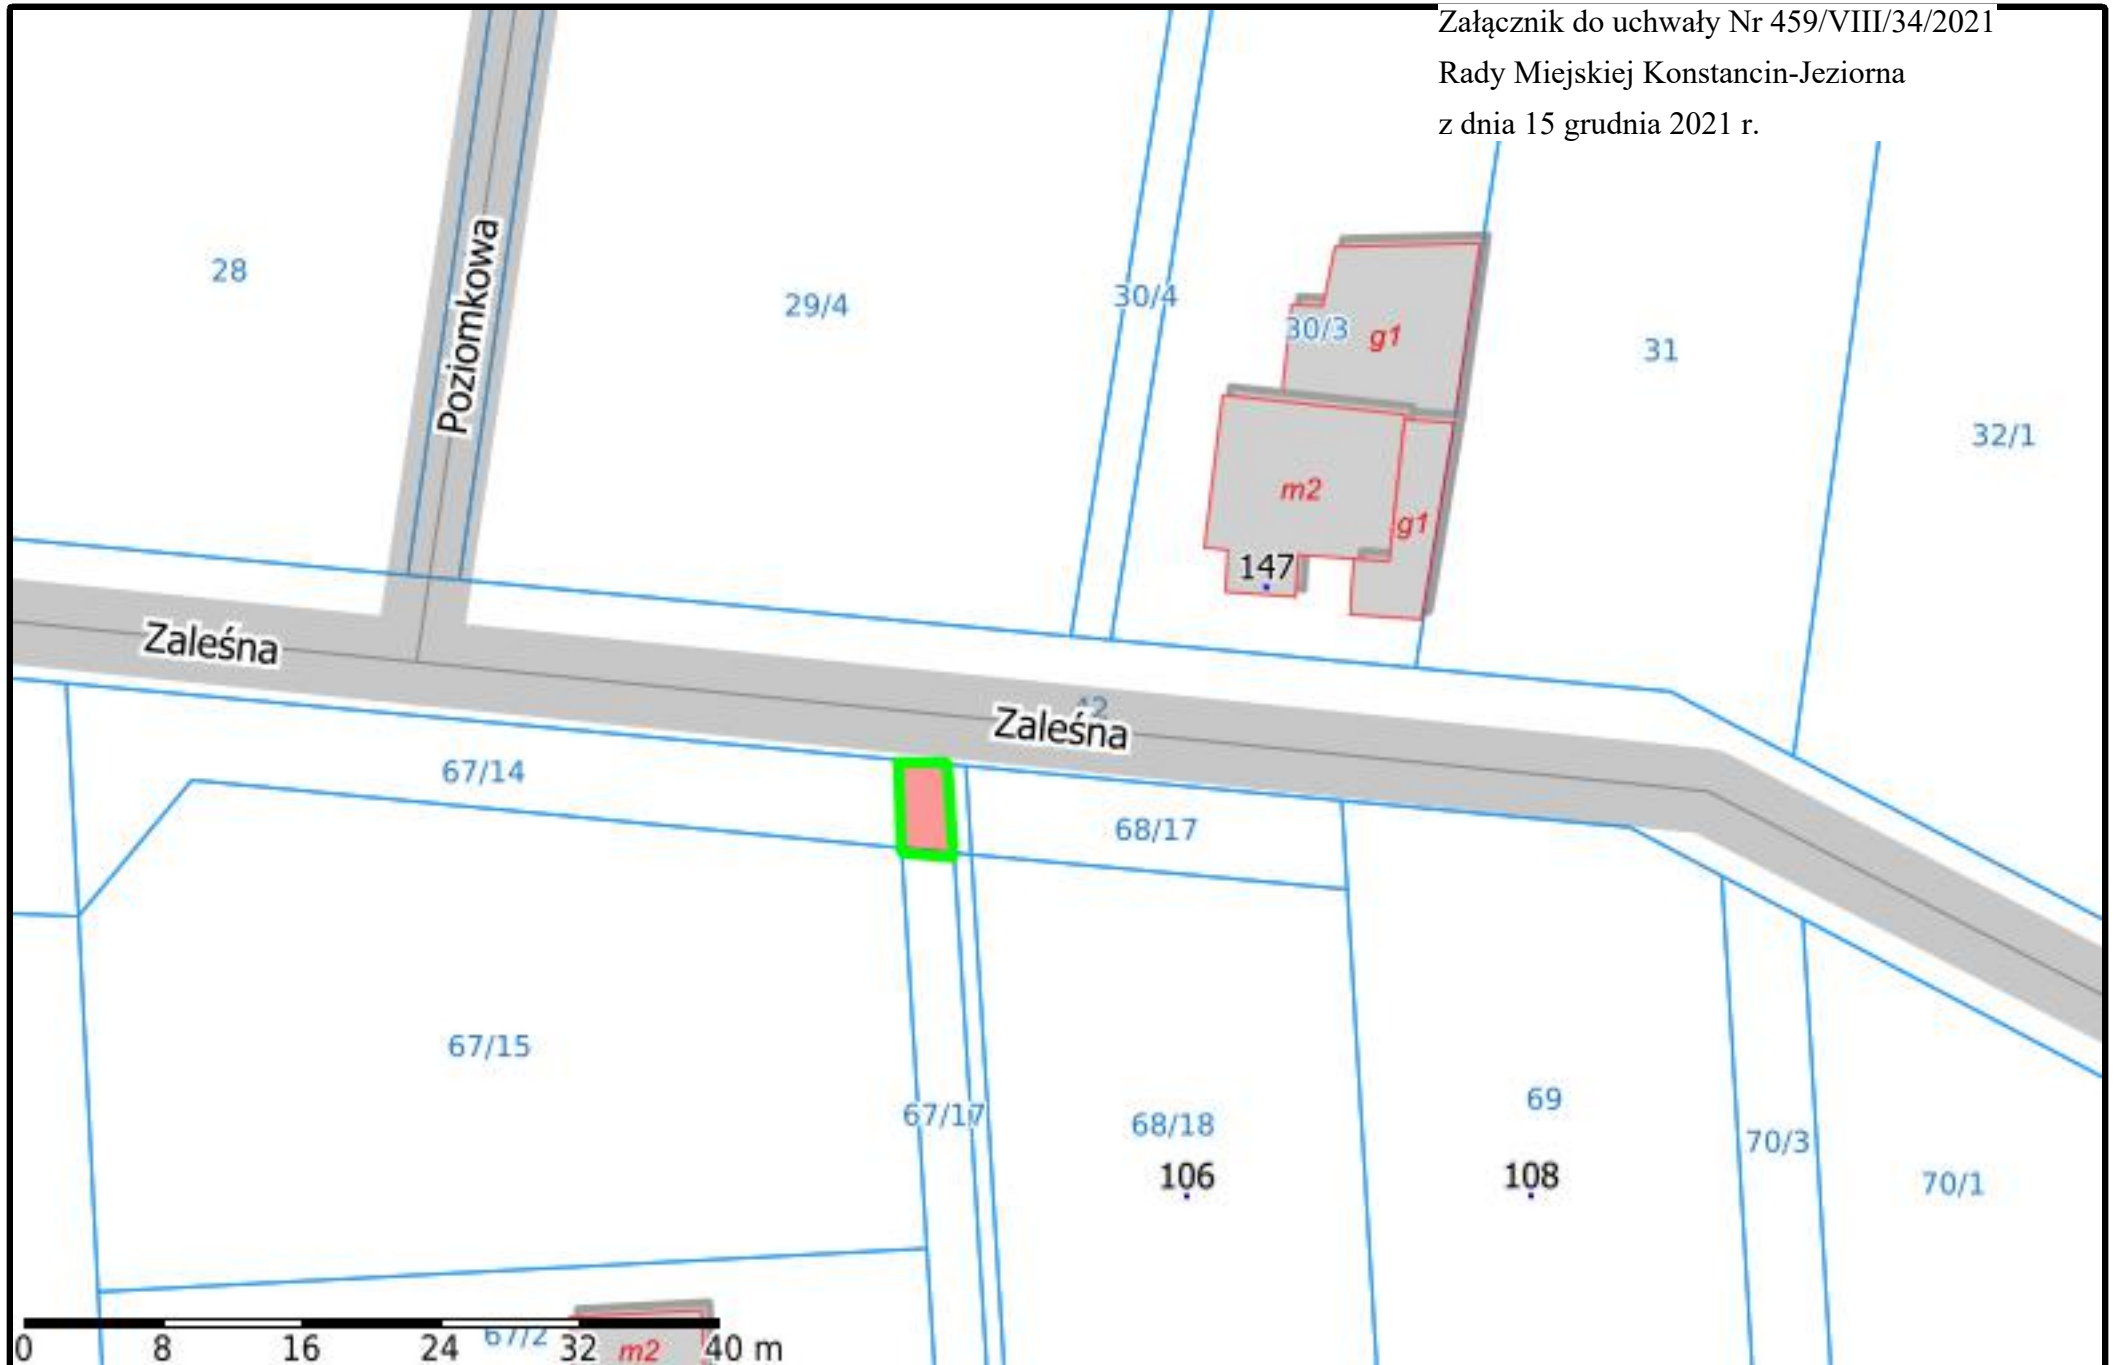 Załącznik do uchwały Nr 459/VIII/34/2021
Rady Miejskiej Konstancin-Jeziorna
z dnia 15 grudnia 2021 r.
28
Poziomkowa
29/4
30/4
30/3
g1
31
32/1
m2
g1
147
Zaleśna
42
Zaleśna
67/14
68/17
67/15
67/17
68/18
69
70/3
70/1
106
108
67/2
m2
0 8 16 24 32 40 m